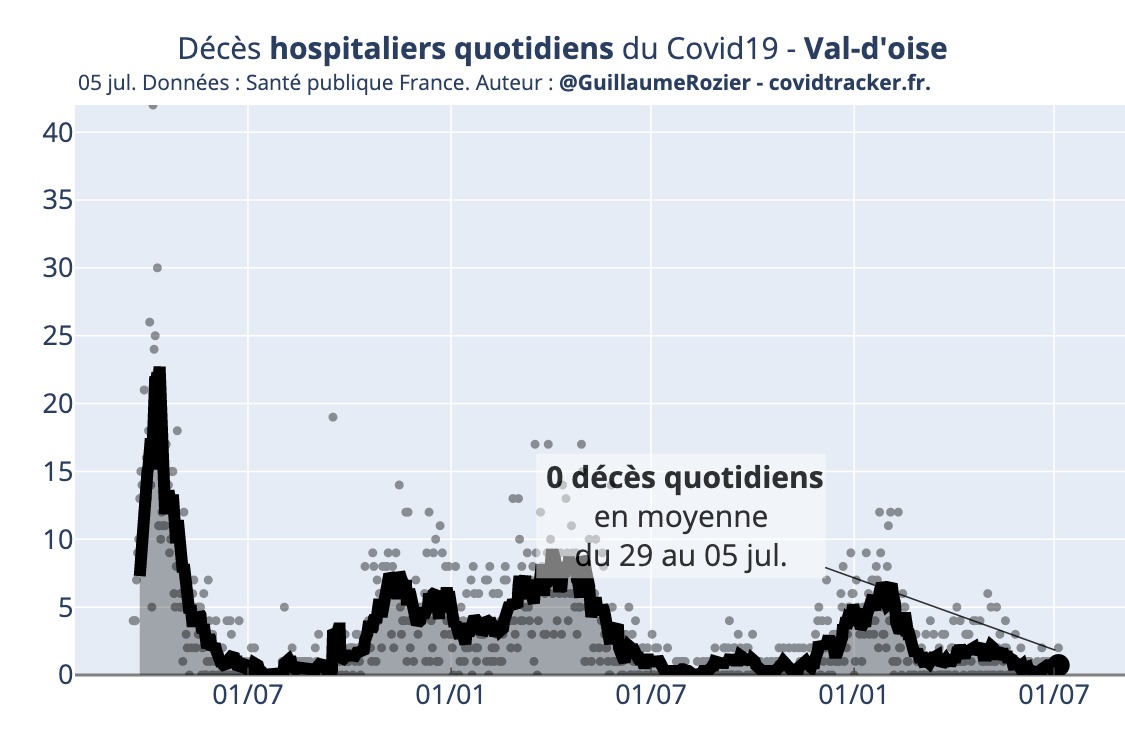 Décès hospitaliers quotidiens du Covid19 - Val-d'oise
05 jul. Données : Santé publique France. Auteur : @GuillaumeRozier - covidtracker.fr.
40
35
30
25
20
15
10
5
0
0 décès quotidiens
en moyenne
du 29 au 05 jul.
01/07
01/01
01/07
01/01
01/07